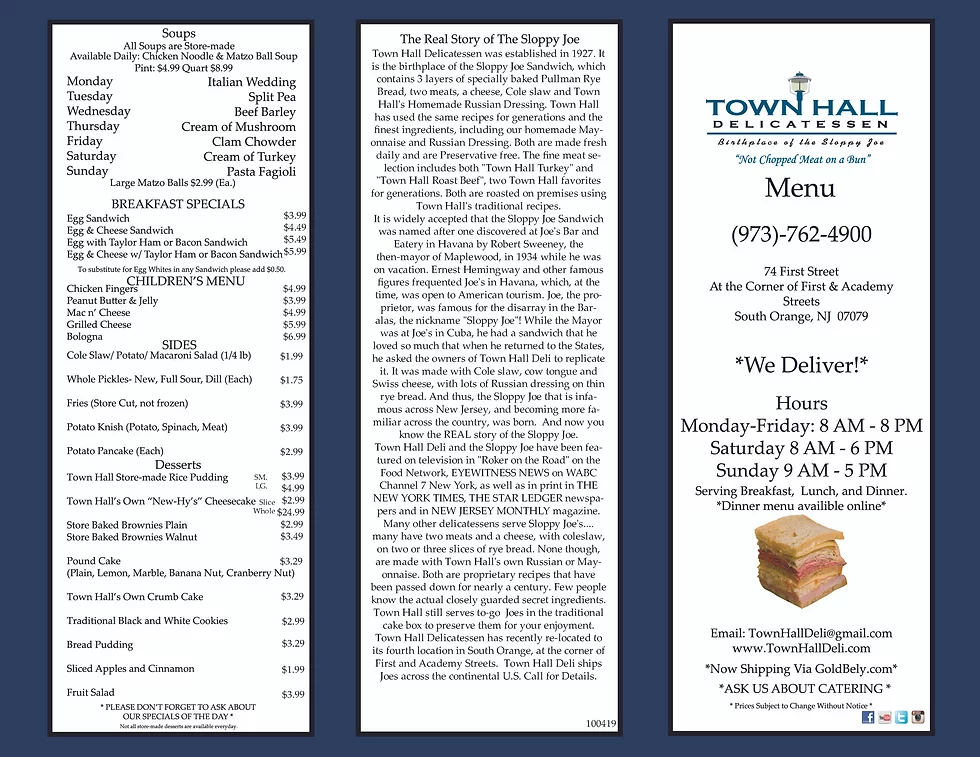 Soups
All Soups are Store-made
Available Daily: Chicken Noodle & Matzo Ball Soup
Pint: $4.99 Quart $8.99
Monday Italian Wedding
Tuesday Split Pea
Wednesday Beef Barley
Thursday Cream of Mushroom
Friday Clam Chowder
Saturday Cream of Turkey
Sunday Pasta Fagioli
Large Matzo Balls $2.99 (Ea.)
BREAKFAST SPECIALS
Egg Sandwich $3.99
Egg & Cheese Sandwich $4.49
Egg with Taylor Ham or Bacon Sandwich $5.49
Egg & Cheese w/ Taylor Ham or Bacon Sandwich $5.99
To substitute for Egg Whites in any Sandwich please add $0.50.
CHILDREN'S MENU
Chicken Fingers $4.99
Peanut Butter & Jelly $3.99
Mac n' Cheese $4.99
Grilled Cheese $5.99
Bologna $6.99
SIDES
Cole Slaw/ Potato/ Macaroni Salad (1/4 lb) $1.99
Whole Pickles- New, Full Sour, Dill (Each) $1.75
Fries (Store Cut, not frozen) $3.99
Potato Knish (Potato, Spinach, Meat) $3.99
Potato Pancake (Each) $2.99
Desserts
Town Hall Store-made Rice Pudding SM. $3.99
LG. $4.99
Town Hall's Own "New-Hy's" Cheesecake Slice $2.99
Whole $24.99
Store Baked Brownies Plain $2.99
Store Baked Brownies Walnut $3.49
Pound Cake $3.29
(Plain, Lemon, Marble, Banana Nut, Cranberry Nut)
Town Hall's Own Crumb Cake $3.29
Traditional Black and White Cookies $2.99
Bread Pudding $3.29
Sliced Apples and Cinnamon $1.99
Fruit Salad $3.99
* PLEASE DON'T FORGET TO ASK ABOUT
OUR SPECIALS OF THE DAY *
Not all store-made desserts are available everyday.
The Real Story of The Sloppy Joe
Town Hall Delicatessen was established in 1927. It
is the birthplace of the Sloppy Joe Sandwich, which
contains 3 layers of specially baked Pullman Rye
Bread, two meats, a cheese, Cole slaw and Town
Hall's Homemade Russian Dressing. Town Hall
has used the same recipes for generations and the
finest ingredients, including our homemade May-
onnaise and Russian Dressing. Both are made fresh
daily and are Preservative free. The fine meat se-
lection includes both "Town Hall Turkey" and
"Town Hall Roast Beef", two Town Hall favorites
for generations. Both are roasted on premises using
Town Hall's traditional recipes.
It is widely accepted that the Sloppy Joe Sandwich
was named after one discovered at Joe's Bar and
Eatery in Havana by Robert Sweeney, the
then-mayor of Maplewood, in 1934 while he was
on vacation. Ernest Hemingway and other famous
figures frequented Joe's in Havana, which, at the
time, was open to American tourism. Joe, the pro-
prietor, was famous for the disarray in the Bar-
alas, the nickname "Sloppy Joe"! While the Mayor
was at Joe's in Cuba, he had a sandwich that he
loved so much that when he returned to the States,
he asked the owners of Town Hall Deli to replicate
it. It was made with Cole slaw, cow tongue and
Swiss cheese, with lots of Russian dressing on thin
rye bread. And thus, the Sloppy Joe that is infa-
mous across New Jersey, and becoming more fa-
miliar across the country, was born. And now you
know the REAL story of the Sloppy Joe.
Town Hall Deli and the Sloppy Joe have been fea-
tured on television in "Roker on the Road" on the
Food Network, EYEWITNESS NEWS on WABC
Channel 7 New York, as well as in print in THE
NEW YORK TIMES, THE STAR LEDGER newspa-
pers and in NEW JERSEY MONTHLY magazine.
Many other delicatessens serve Sloppy Joe's....
many have two meats and a cheese, with coleslaw,
on two or three slices of rye bread. None though,
are made with Town Hall's own Russian or May-
onnaise. Both are proprietary recipes that have
been passed down for nearly a century. Few people
know the actual closely guarded secret ingredients.
Town Hall still serves to-go Joes in the traditional
cake box to preserve them for your enjoyment.
Town Hall Delicatessen has recently re-located to
its fourth location in South Orange, at the corner of
First and Academy Streets. Town Hall Deli ships
Joes across the continental U.S. Call for Details.
100419
TOWN HALL
DELICATESSEN
Birthplace of the Sloppy Joe
"Not Chopped Meat on a Bun"
Menu
(973)-762-4900
74 First Street
At the Corner of First & Academy
Streets
South Orange, NJ 07079
*We Deliver!*
Hours
Monday-Friday: 8 AM - 8 PM
Saturday 8 AM - 6 PM
Sunday 9 AM - 5 PM
Serving Breakfast, Lunch, and Dinner.
*Dinner menu availible online*
Email: TownHallDeli@gmail.com
www.TownHallDeli.com
*Now Shipping Via GoldBely.com*
*ASK US ABOUT CATERING *
* Prices Subject to Change Without Notice *